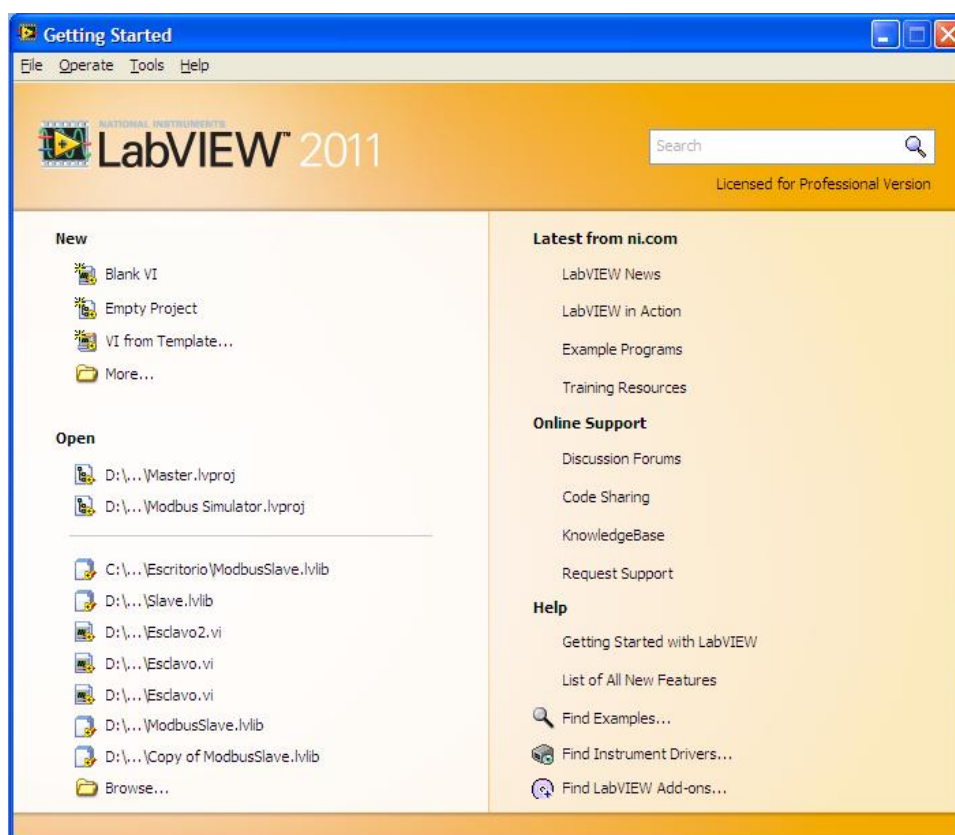 Getting Started
File Operate Tools Help
NATIONAL INSTRUMENTS
LabVIEW™ 2011
Search
Licensed for Professional Version
New
Blank VI
Empty Project
VI from Template...
More...
Open
D:\...\Master.lvproj
D:\...\Modbus Simulator.lvproj
C:\...\Escritorio\ModbusSlave.lvlib
D:\...\Slave.lvlib
D:\...\Esclavo2.vi
D:\...\Esclavo.vi
D:\...\Esclavo.vi
D:\...\ModbusSlave.lvlib
D:\...\Copy of ModbusSlave.lvlib
Browse...
Latest from ni.com
LabVIEW News
LabVIEW in Action
Example Programs
Training Resources
Online Support
Discussion Forums
Code Sharing
KnowledgeBase
Request Support
Help
Getting Started with LabVIEW
List of All New Features
Find Examples...
Find Instrument Drivers...
Find LabVIEW Add-ons...